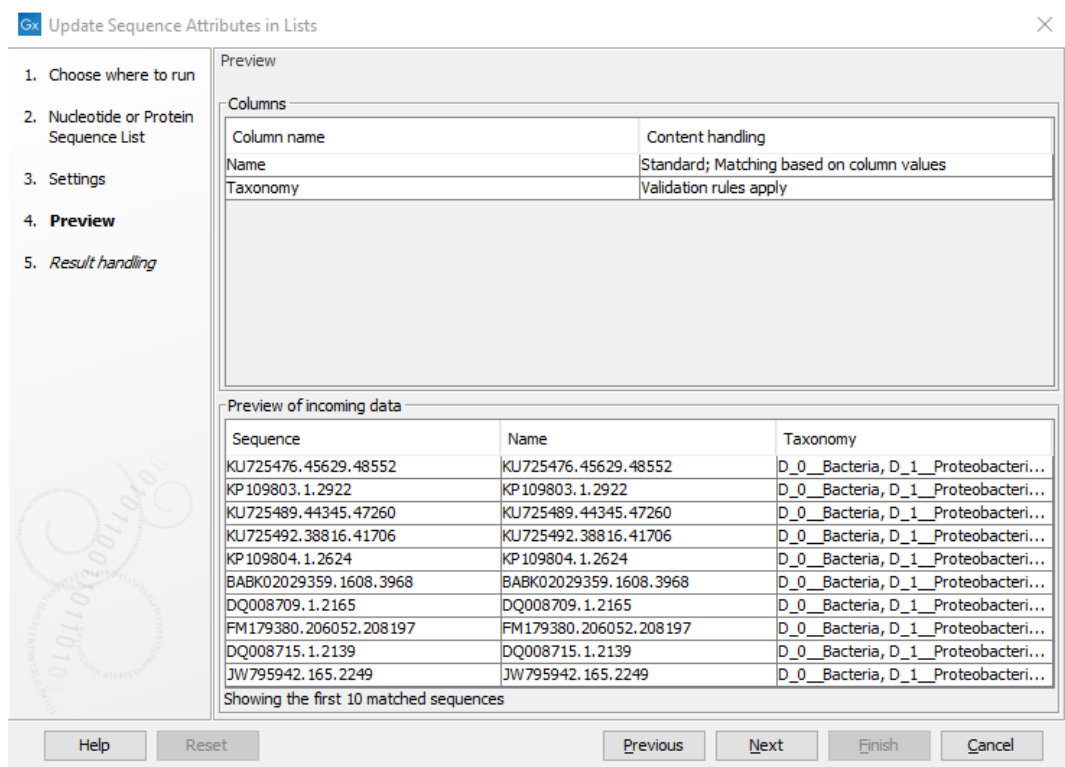 Gx Update Sequence Attributes in Lists
1. Choose where to run
2. Nucleotide or Protein
Sequence List
3. Settings
4. Preview
5. Result handling
Preview
Columns
Column name Content handling
Name Standard; Matching based on column values
Taxonomy Validation rules apply
Preview of incoming data
Sequence Name Taxonomy
KU725476.45629.48552 KU725476.45629.48552 D_0__Bacteria, D_1__Proteobacteri...
KP109803.1.2922 KP109803.1.2922 D_0__Bacteria, D_1__Proteobacteri...
KU725489.44345.47260 KU725489.44345.47260 D_0__Bacteria, D_1__Proteobacteri...
KU725492.38816.41706 KU725492.38816.41706 D_0__Bacteria, D_1__Proteobacteri...
KP109804.1.2624 KP109804.1.2624 D_0__Bacteria, D_1__Proteobacteri...
BABK02029359.1608.3968 BABK02029359.1608.3968 D_0__Bacteria, D_1__Proteobacteri...
DQ008709.1.2165 DQ008709.1.2165 D_0__Bacteria, D_1__Proteobacteri...
FM179380.206052.208197 FM179380.206052.208197 D_0__Bacteria, D_1__Proteobacteri...
DQ008715.1.2139 DQ008715.1.2139 D_0__Bacteria, D_1__Proteobacteri...
JW795942.165.2249 JW795942.165.2249 D_0__Bacteria, D_1__Proteobacteri...
Showing the first 10 matched sequences
Help Reset Previous Next Finish Cancel